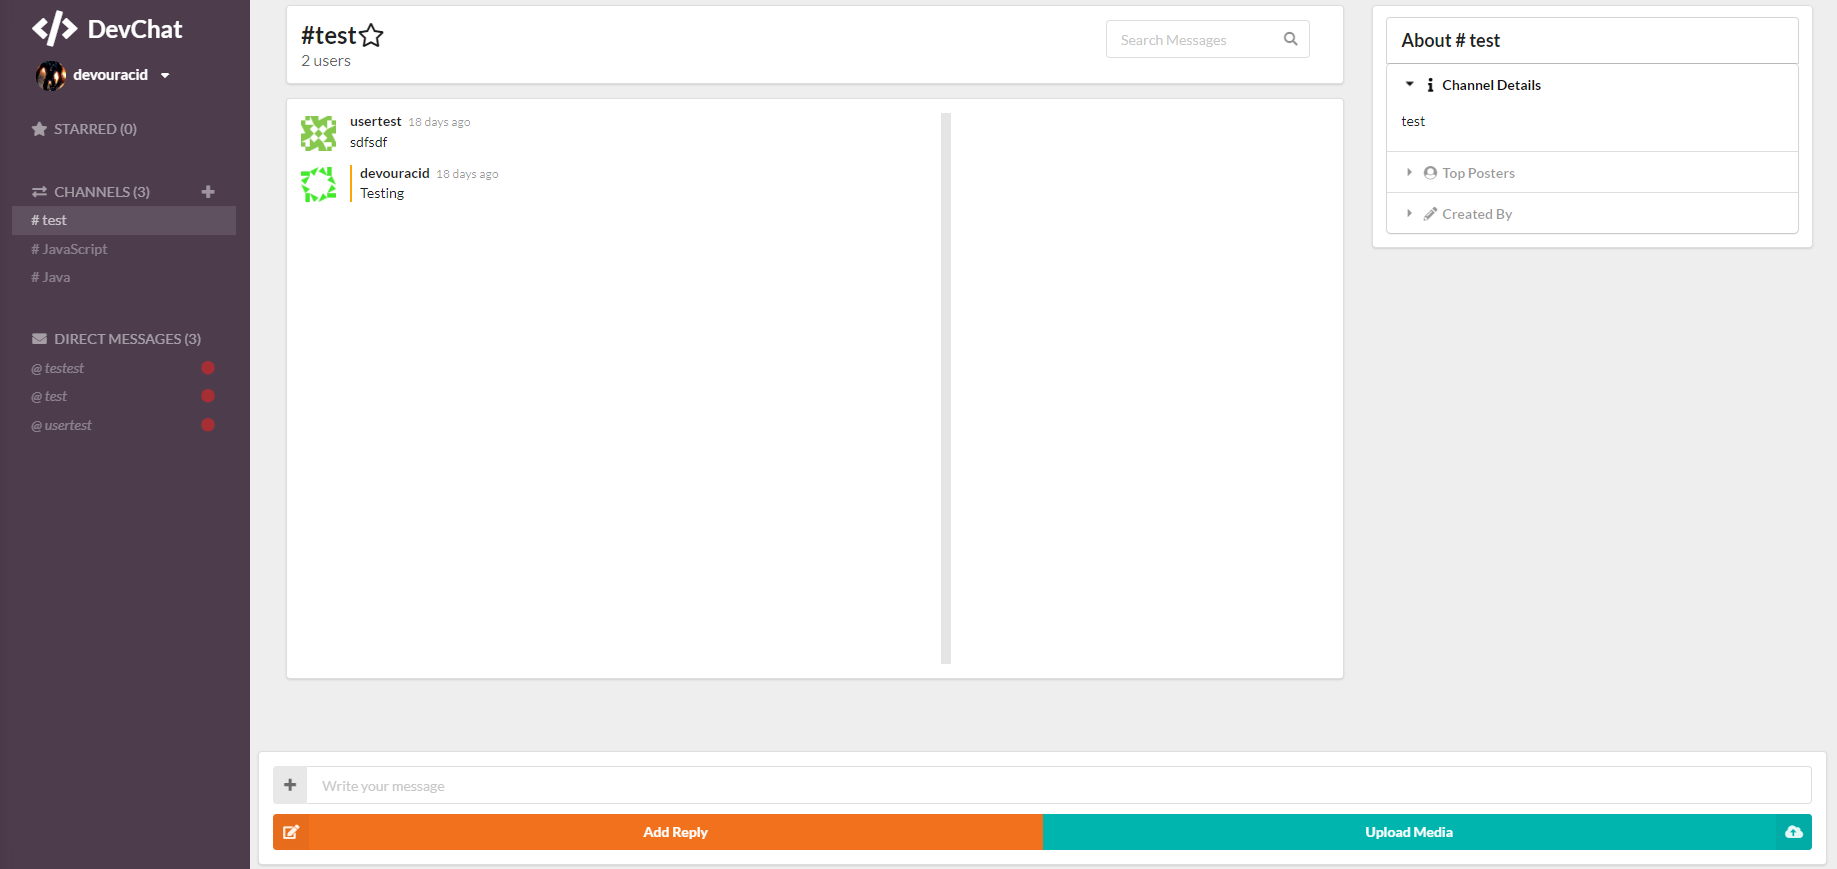 DevChat
devouracid
STARRED (0)
CHANNELS (3)
# test
# JavaScript
# Java
DIRECT MESSAGES (3)
@ testest
@ test
@ usertest
#test
2 users
Search Messages
usertest 18 days ago
sdfsdf
devouracid 18 days ago
Testing
About # test
Channel Details
test
Top Posters
Created By
Write your message
Add Reply
Upload Media